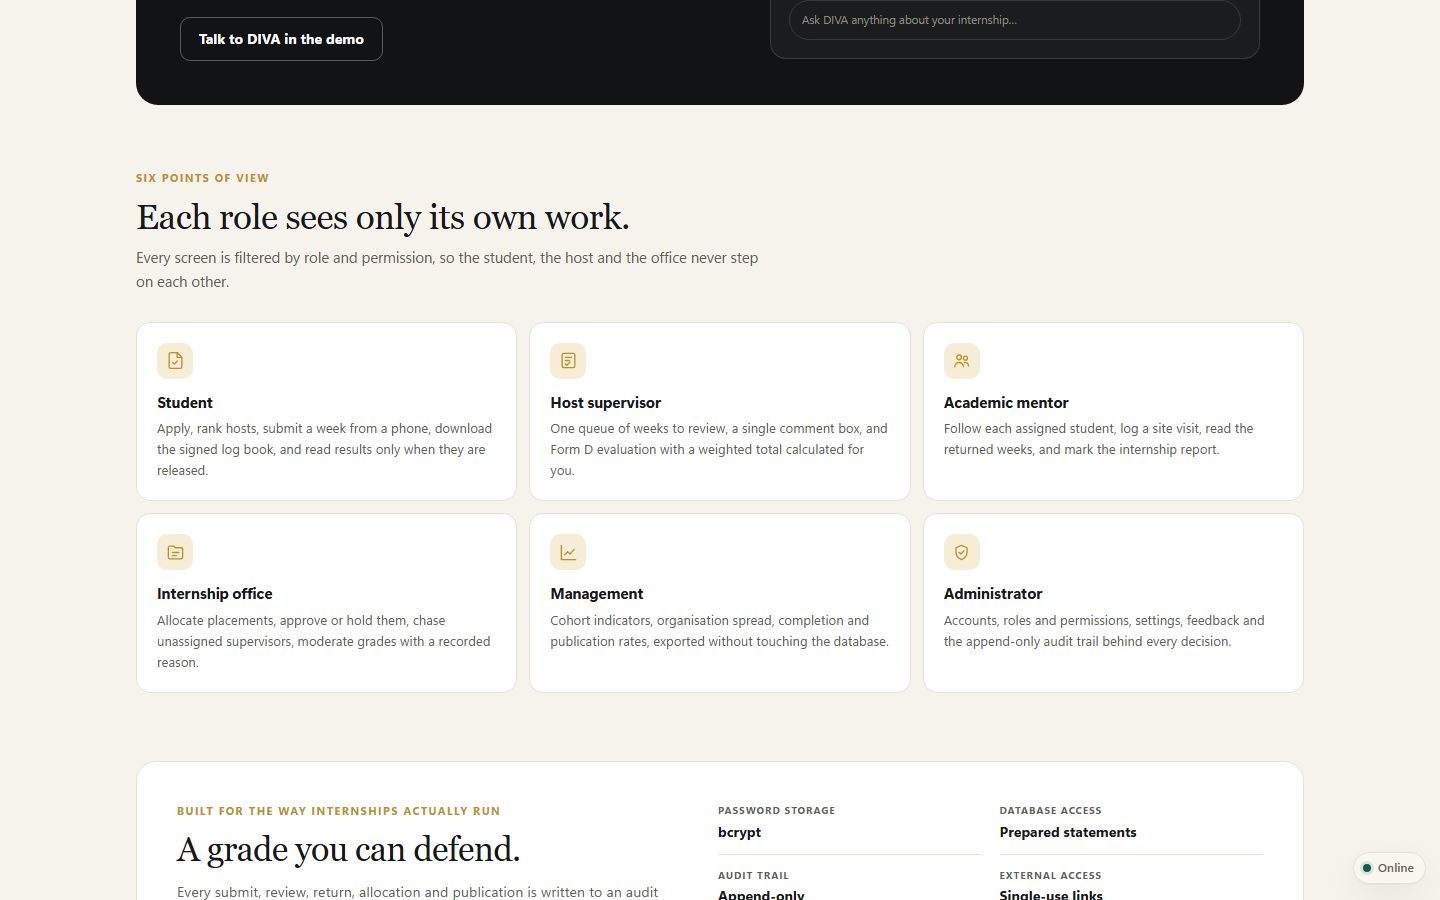 Talk to DIVA in the demo
Ask DIVA anything about your internship...
SIX POINTS OF VIEW
Each role sees only its own work.
Every screen is filtered by role and permission, so the student, the host and the office never step
on each other.
Student
Apply, rank hosts, submit a week from a phone, download
the signed log book, and read results only when they are
released.
Host supervisor
One queue of weeks to review, a single comment box, and
Form D evaluation with a weighted total calculated for
you.
Academic mentor
Follow each assigned student, log a site visit, read the
returned weeks, and mark the internship report.
Internship office
Allocate placements, approve or hold them, chase
unassigned supervisors, moderate grades with a recorded
reason.
Management
Cohort indicators, organisation spread, completion and
publication rates, exported without touching the database.
Administrator
Accounts, roles and permissions, settings, feedback and
the append-only audit trail behind every decision.
BUILT FOR THE WAY INTERNSHIPS ACTUALLY RUN
A grade you can defend.
Every submit, review, return, allocation and publication is written to an audit
PASSWORD STORAGE
bcrypt
DATABASE ACCESS
Prepared statements
AUDIT TRAIL
Append-only
EXTERNAL ACCESS
Single-use links
Online